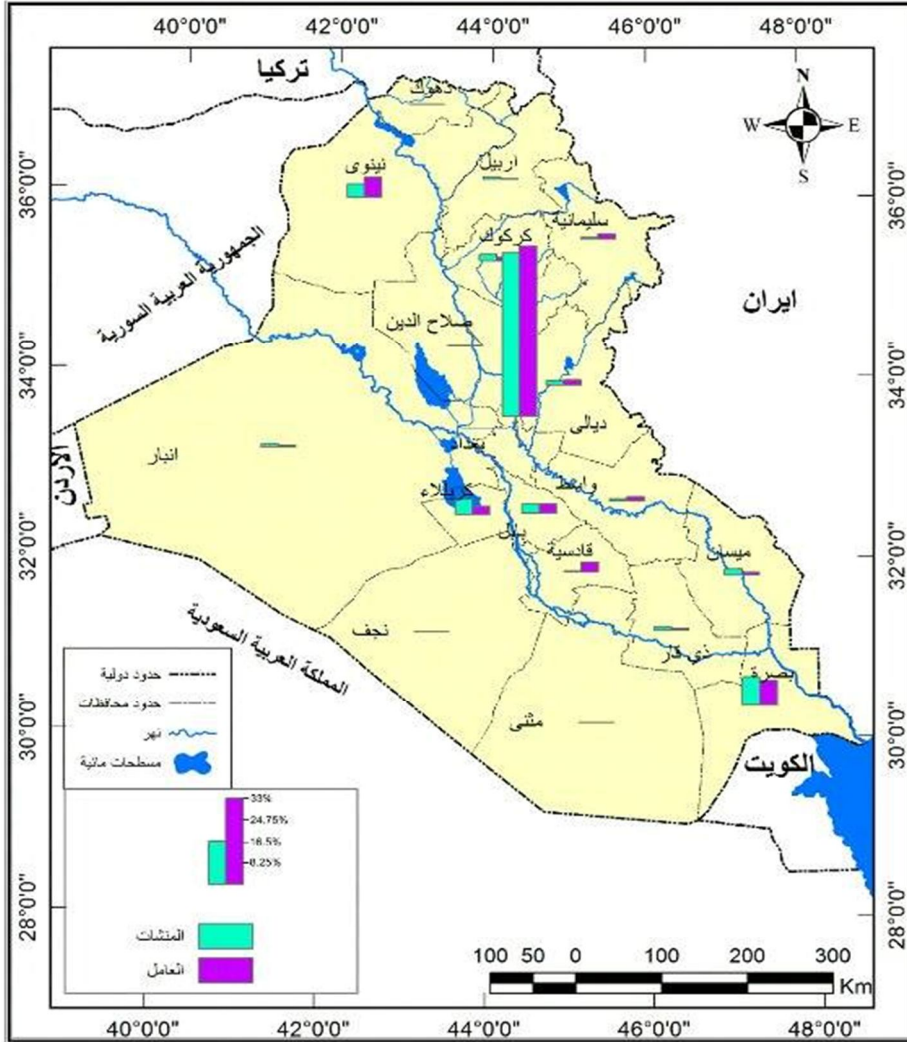 40°0'0" 42°0'0" 44°0'0" 46°0'0" 48°0'0"
تركيا
دهوك
N
W E
S
نينوى
اربيل
36°0'0" 36°0'0"
سليمانية
كركوك
الجمهورية العربية السورية
ايران
صلاح الدين
34°0'0" 34°0'0"
ديالى
بغداد
انبار
الاردن
واسط
كربلاء
بابل
قادسية
ميسان
32°0'0" 32°0'0"
نجف
المملكة العربية السعودية
ذي قار
بصرة
مثنى
30°0'0" 30°0'0"
الكويت
حدود دولية
حدود محافظات
نهر
مسطحات مائية
33%
24.75%
16.5%
8.25%
28°0'0" 28°0'0"
المنشات
العامل
100 50 0 100 200 300
Km
40°0'0" 42°0'0" 44°0'0" 46°0'0" 48°0'0"